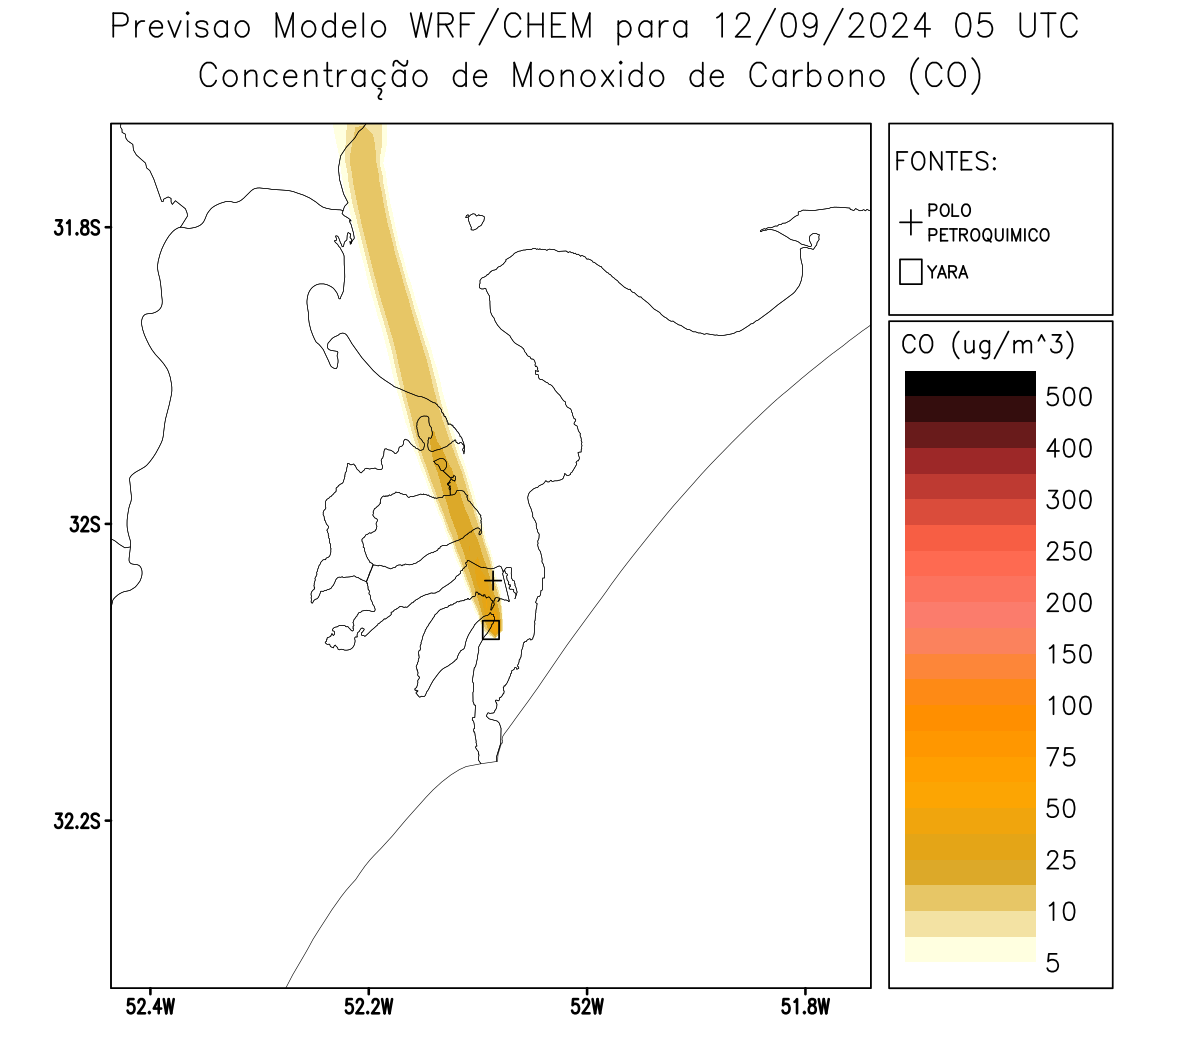 Previsao Modelo WRF/CHEM para 12/09/2024 05 UTC
Concentração de Monoxido de Carbono (CO)
FONTES:
POLO
PETROQUIMICO
YARA
CO (ug/m^3)
500
400
300
250
200
150
100
75
50
25
10
5
31.8S
32S
32.2S
52.4W
52.2W
52W
51.8W